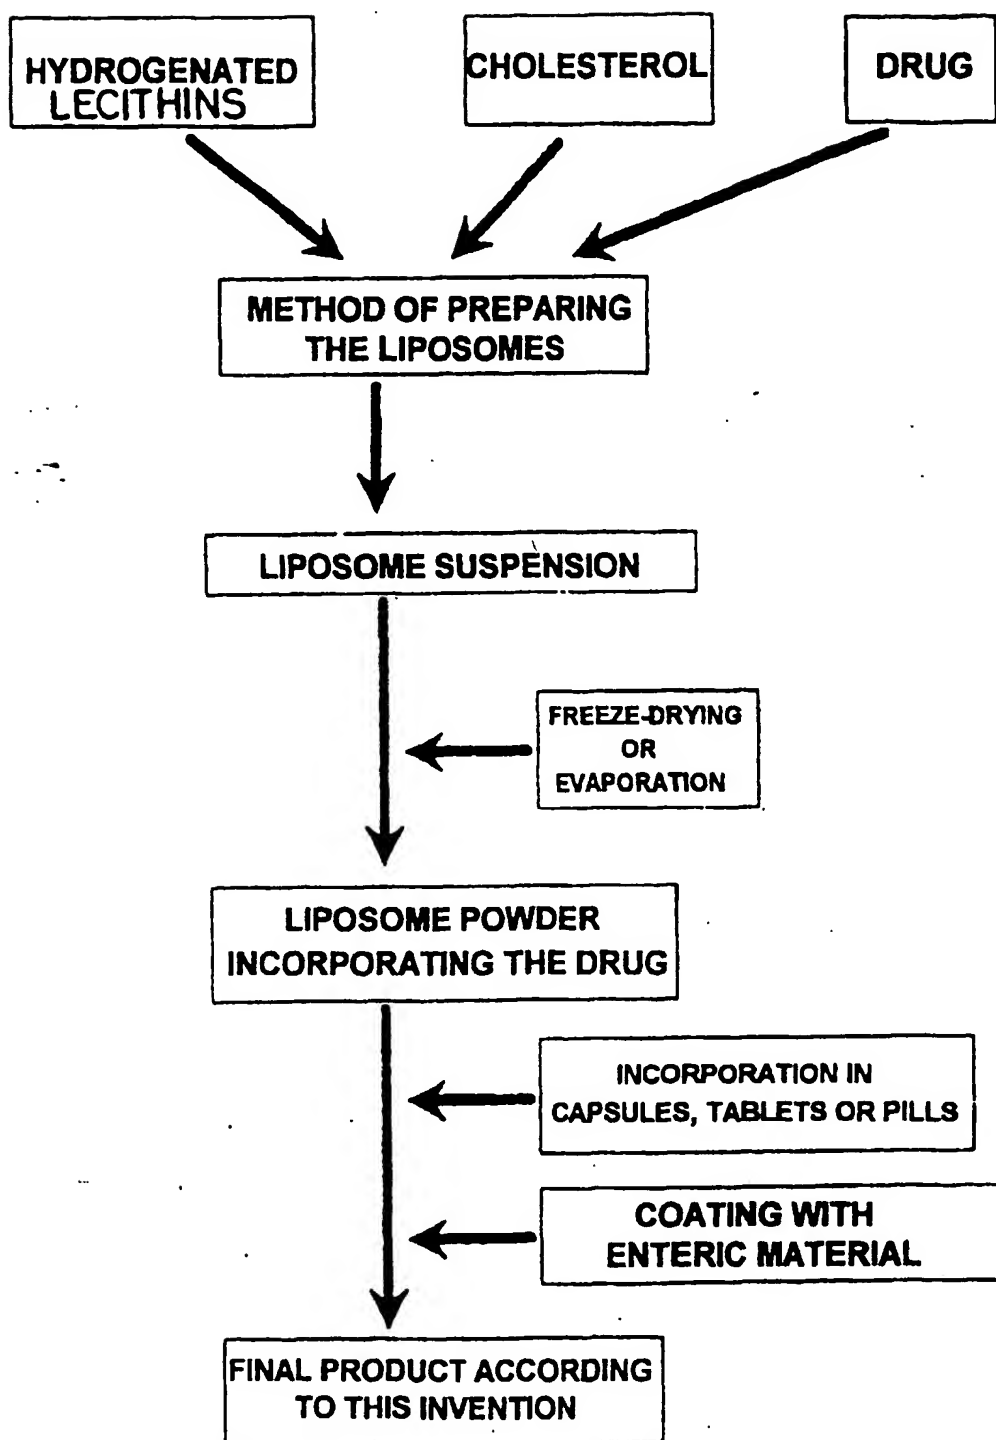 HYDROGENATED
LECITHINS
CHOLESTEROL
DRUG
METHOD OF PREPARING
THE LIPOSOMES
LIPOSOME SUSPENSION
FREEZE-DRYING
OR
EVAPORATION
LIPOSOME POWDER
INCORPORATING THE DRUG
INCORPORATION IN
CAPSULES, TABLETS OR PILLS
COATING WITH
ENTERIC MATERIAL
FINAL PRODUCT ACCORDING
TO THIS INVENTION